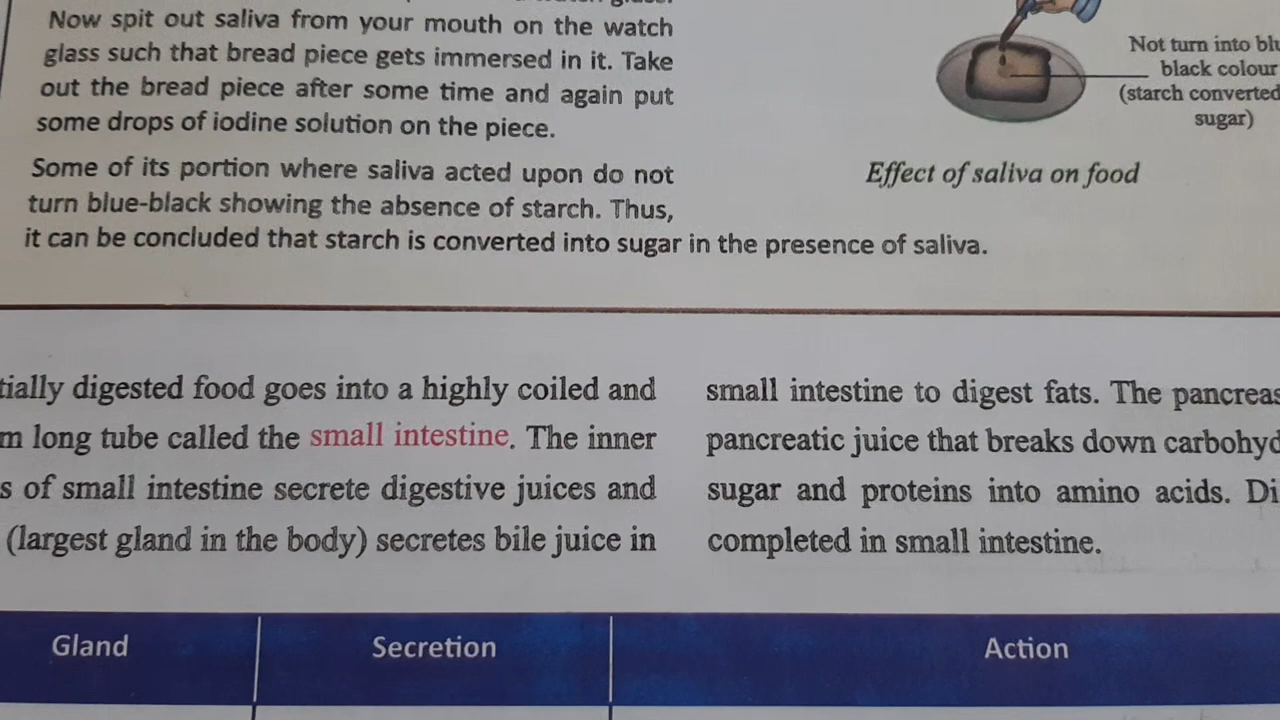 Now spit out saliva from your mouth on the watch
glass such that bread piece gets immersed in it. Take
out the bread piece after some time and again put
some drops of iodine solution on the piece.
Some of its portion where saliva acted upon do not
turn blue-black showing the absence of starch. Thus,
it can be concluded that starch is converted into sugar in the presence of saliva.
Not turn into blu
black colour
(starch converted
sugar)
Effect of saliva on food
tially digested food goes into a highly coiled and
m long tube called the small intestine. The inner
s of small intestine secrete digestive juices and
(largest gland in the body) secretes bile juice in
small intestine to digest fats. The pancreas
pancreatic juice that breaks down carbohyd
sugar and proteins into amino acids. Di
completed in small intestine.
Gland Secretion Action